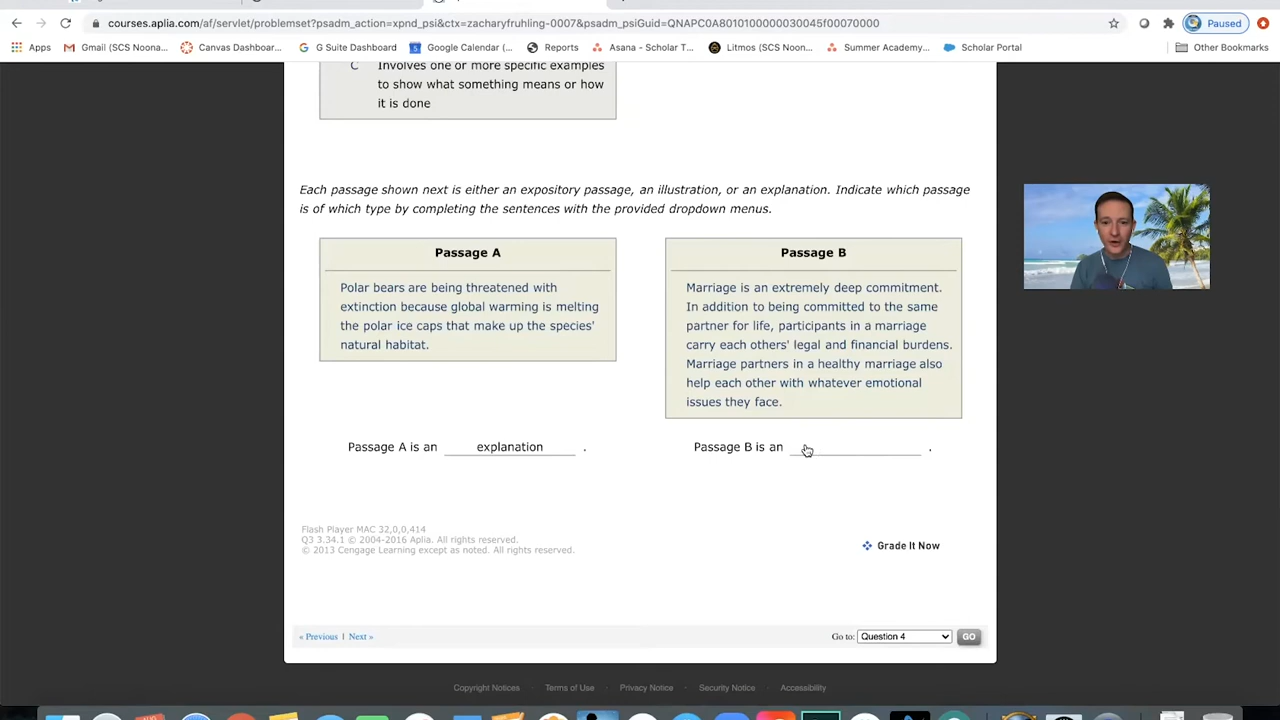 courses.aplia.com/af/servlet/problemset?psadm_action=xpnd_psi&ctx=zacharyfruhling-0007&psadm_psiGuid=QNAPC0A8010100000030045f00070000
Paused
Apps
Gmail (SCS Noona...
Canvas Dashboar...
G Suite Dashboard
Google Calendar (...
Reports
Asana - Scholar T...
Litmos (SCS Noon...
Summer Academy...
Scholar Portal
Other Bookmarks
C Involves one or more specific examples
to show what something means or how
it is done
Each passage shown next is either an expository passage, an illustration, or an explanation. Indicate which passage
is of which type by completing the sentences with the provided dropdown menus.
Passage A
Polar bears are being threatened with
extinction because global warming is melting
the polar ice caps that make up the species'
natural habitat.
Passage A is an explanation .
Passage B
Marriage is an extremely deep commitment.
In addition to being committed to the same
partner for life, participants in a marriage
carry each others' legal and financial burdens.
Marriage partners in a healthy marriage also
help each other with whatever emotional
issues they face.
Passage B is an .
Flash Player MAC 32,0,0,414
Q3 3.34.1 © 2004-2016 Aplia. All rights reserved.
© 2013 Cengage Learning except as noted. All rights reserved.
Grade It Now
« Previous | Next »
Go to: Question 4 GO
Copyright Notices · Terms of Use · Privacy Notice · Security Notice · Accessibility